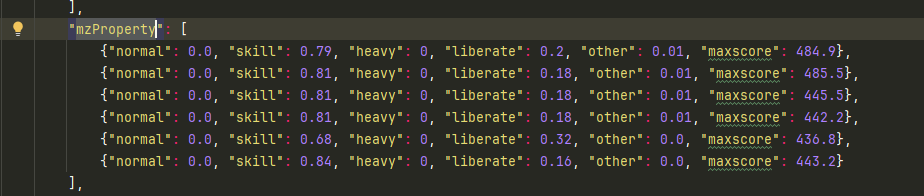 ],
"mzProperty": [
{"normal": 0.0, "skill": 0.79, "heavy": 0, "liberate": 0.2, "other": 0.01, "maxscore": 484.9},
{"normal": 0.0, "skill": 0.81, "heavy": 0, "liberate": 0.18, "other": 0.01, "maxscore": 485.5},
{"normal": 0.0, "skill": 0.81, "heavy": 0, "liberate": 0.18, "other": 0.01, "maxscore": 445.5},
{"normal": 0.0, "skill": 0.81, "heavy": 0, "liberate": 0.18, "other": 0.01, "maxscore": 442.2},
{"normal": 0.0, "skill": 0.68, "heavy": 0, "liberate": 0.32, "other": 0.0, "maxscore": 436.8},
{"normal": 0.0, "skill": 0.84, "heavy": 0, "liberate": 0.16, "other": 0.0, "maxscore": 443.2}
],